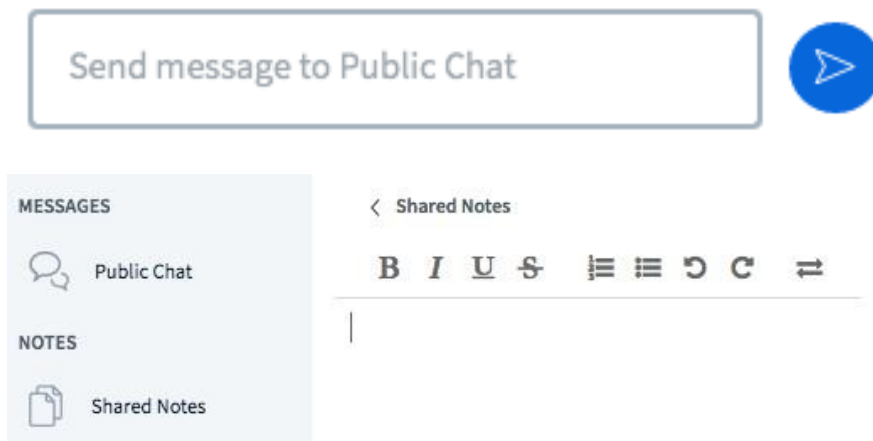 Send message to Public Chat
MESSAGES
Public Chat
NOTES
Shared Notes
Shared Notes
B I U S